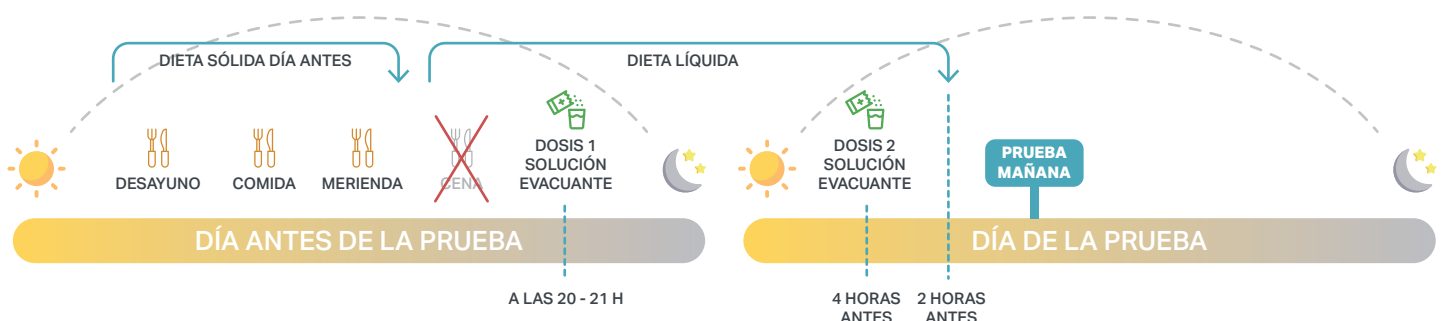 DIETA SÓLIDA DÍA ANTES
DIETA LÍQUIDA
DESAYUNO
COMIDA
MERIENDA
CENA
DOSIS 1
SOLUCIÓN
EVACUANTE
DOSIS 2
SOLUCIÓN
EVACUANTE
PRUEBA
MAÑANA
DÍA ANTES DE LA PRUEBA
DÍA DE LA PRUEBA
A LAS 20 - 21 H
4 HORAS
ANTES
2 HORAS
ANTES